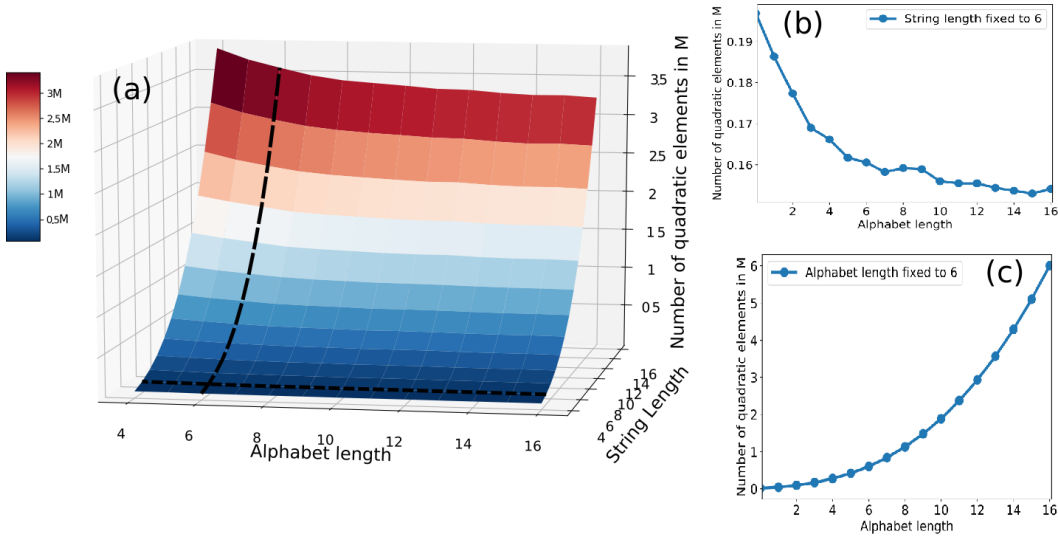 (a)
3M
2,5M
2M
1,5M
1M
0,5M
35
3
25
2
15
1
05
Number of quadratic elements in M
4
6
8
10
12
14
16
Alphabet length
4
6
8
10
12
14
16
String Length
(b)
String length fixed to 6
0.19
0.18
0.17
0.16
Number of quadratic elements in M
2
4
6
8
10
12
14
16
Alphabet length
(c)
Alphabet length fixed to 6
6
5
4
3
2
1
0
Number of quadratic elements in M
2
4
6
8
10
12
14
16
Alphabet length